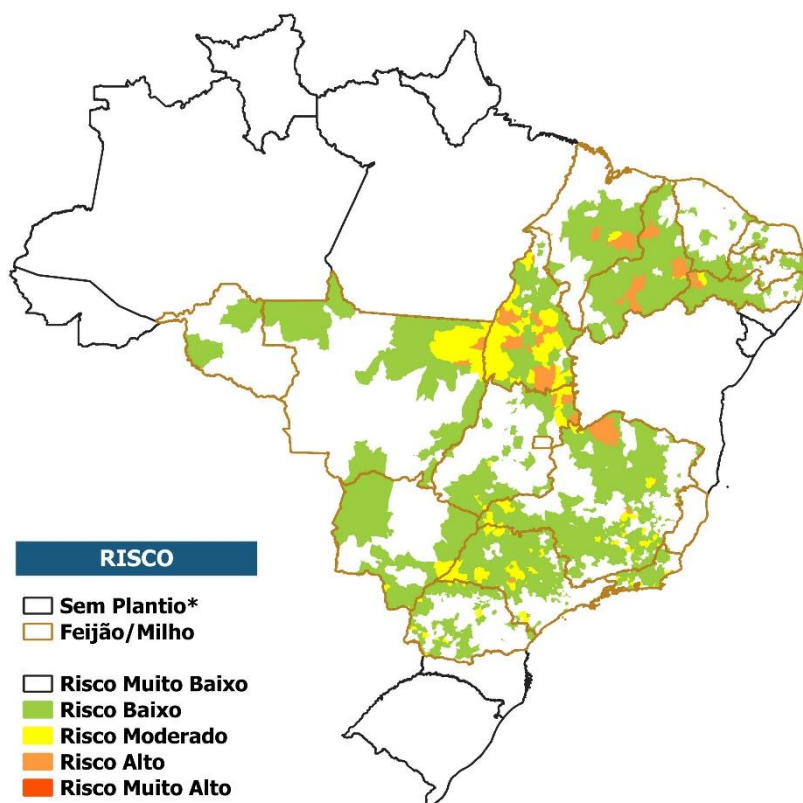 RISCO
Sem Plantio*
Feijão/Milho
Risco Muito Baixo
Risco Baixo
Risco Moderado
Risco Alto
Risco Muito Alto